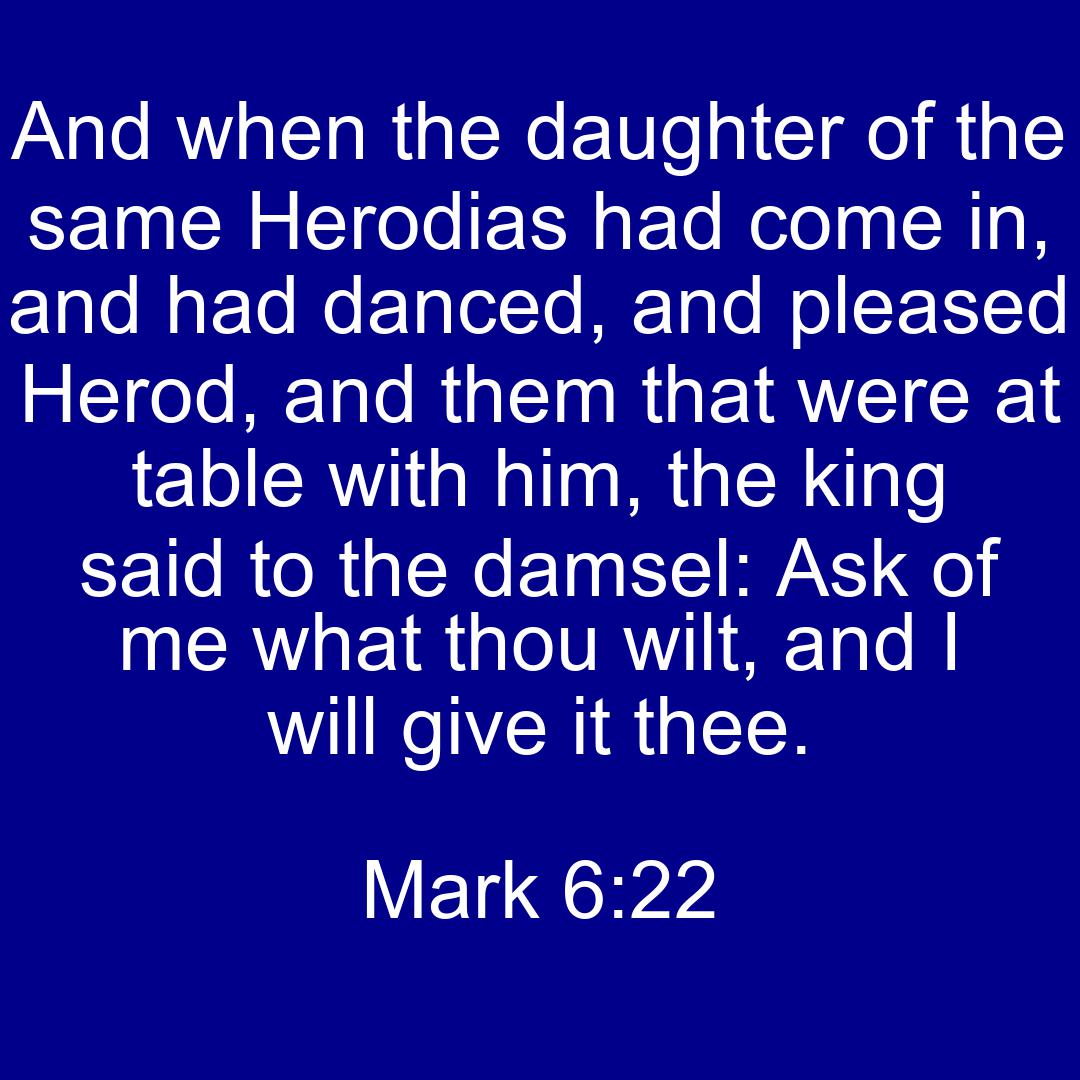 And when the daughter of the
same Herodias had come in,
and had danced, and pleased
Herod, and them that were at
table with him, the king
said to the damsel: Ask of
me what thou wilt, and I
will give it thee.
Mark 6:22